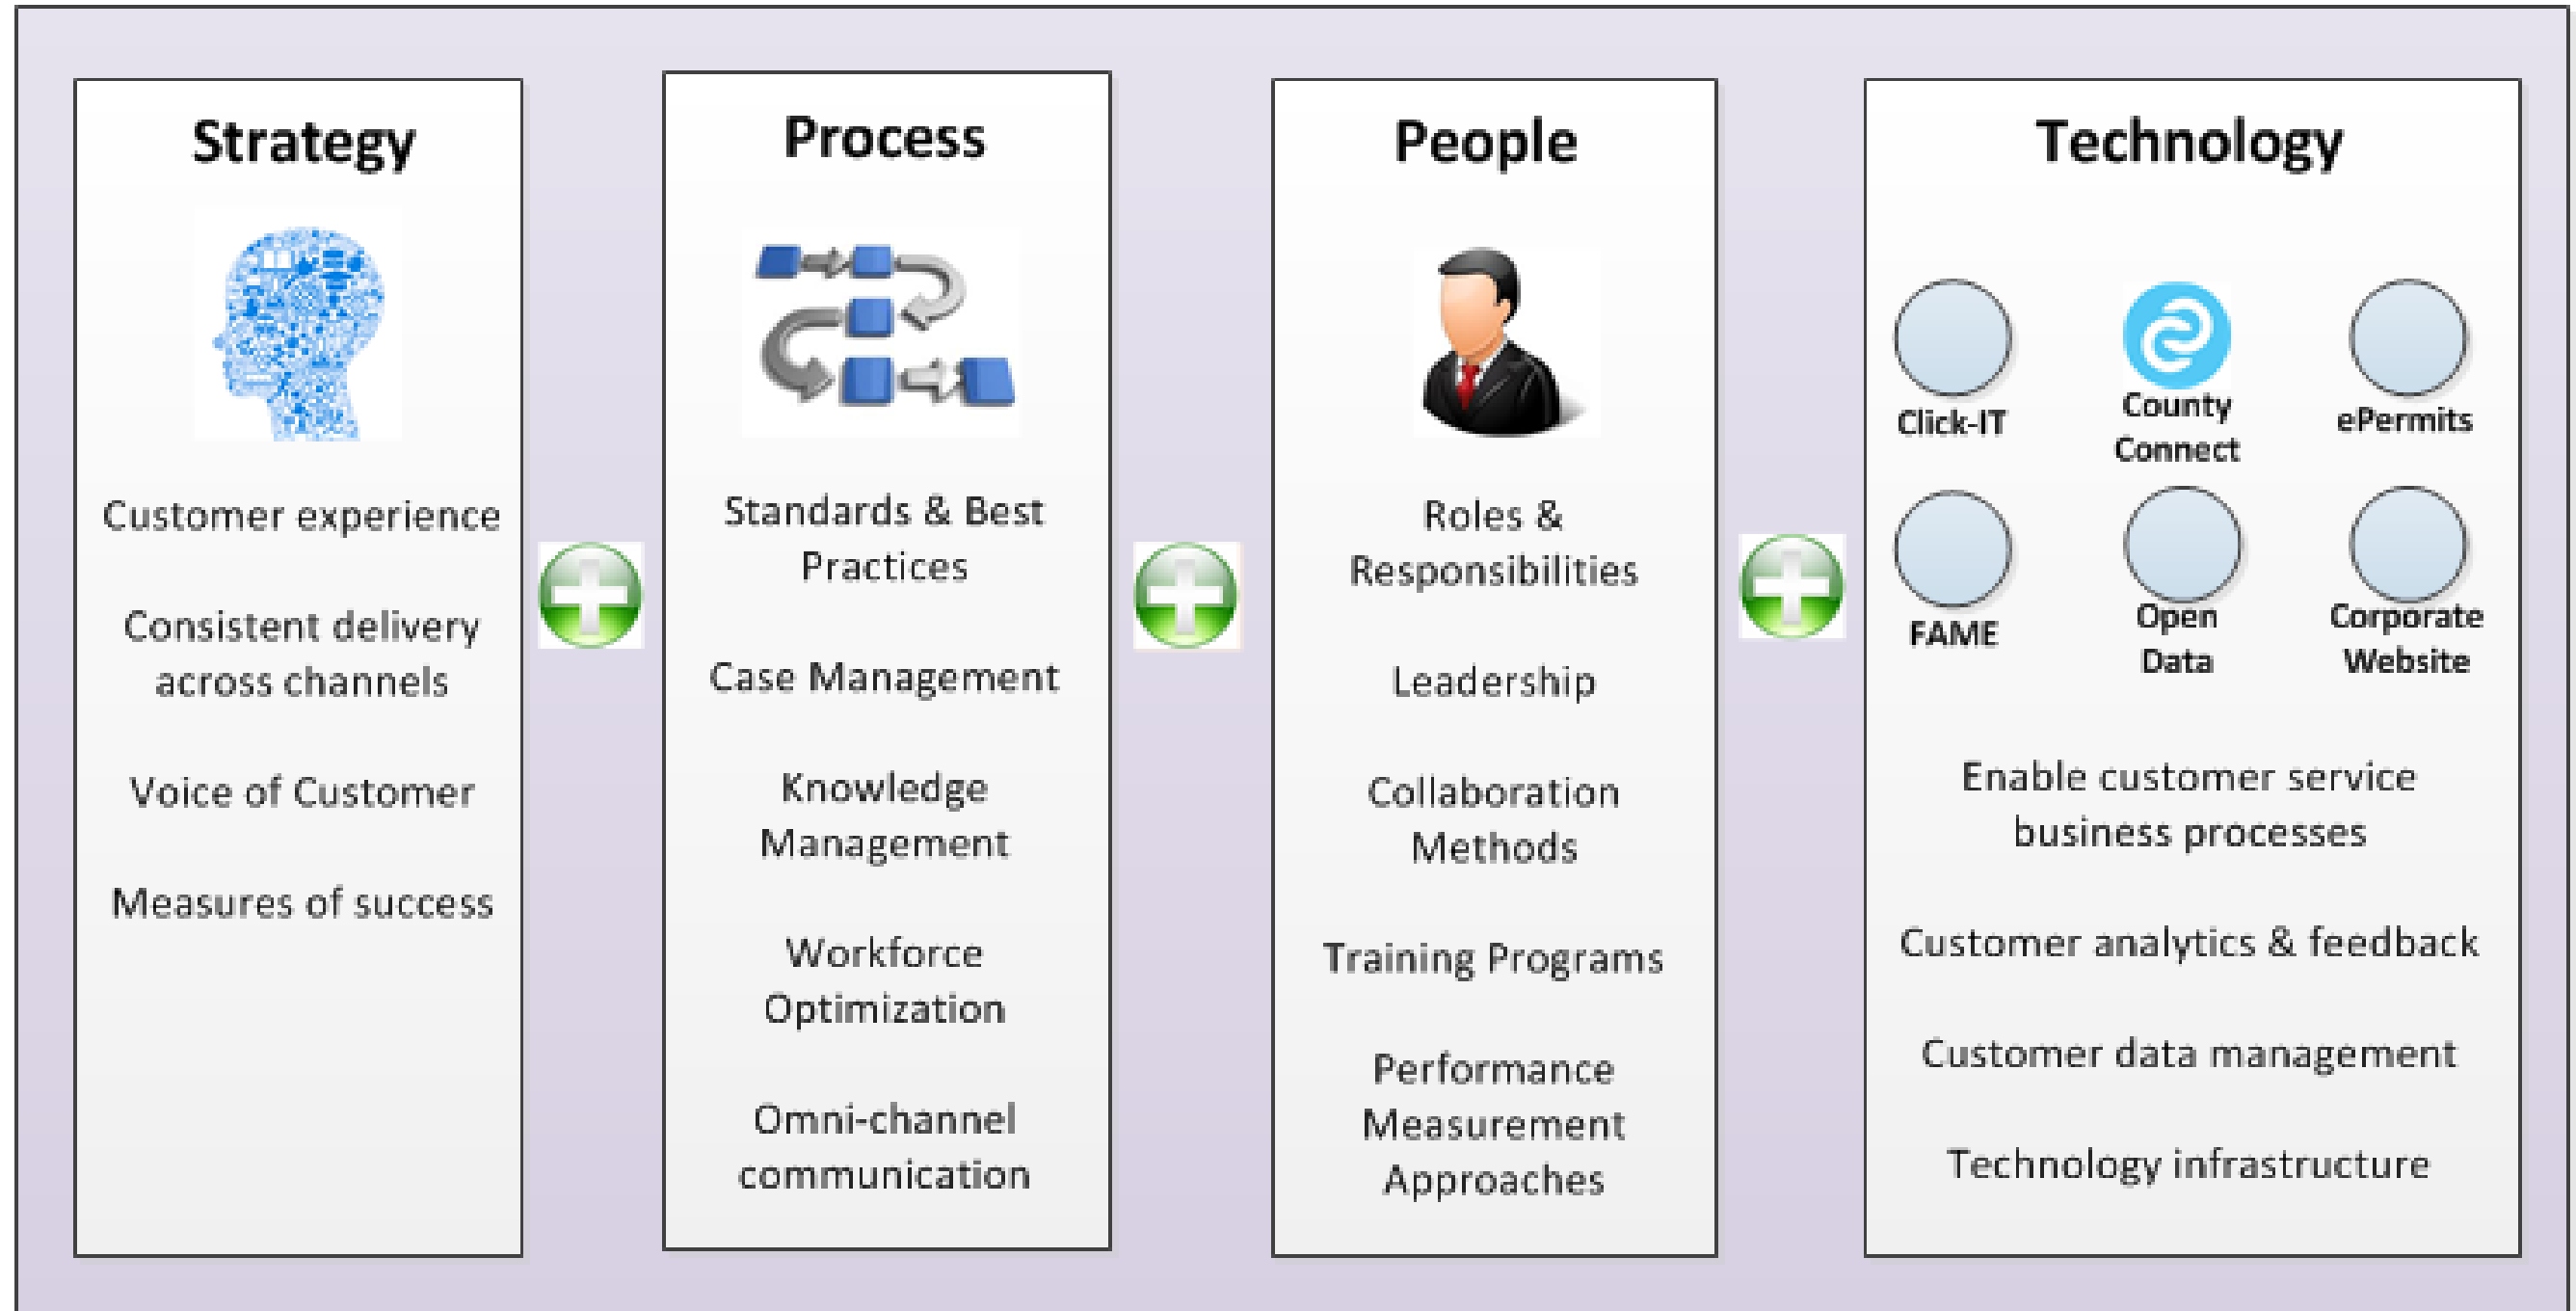 Strategy
Customer experience
Consistent delivery
across channels
Voice of Customer
Measures of success
Process
Standards & Best
Practices
Case Management
Knowledge
Management
Workforce
Optimization
Omni-channel
communication
People
Roles &
Responsibilities
Leadership
Collaboration
Methods
Training Programs
Performance
Measurement
Approaches
Technology
Click-IT
County
Connect
ePermits
FAME
Open
Data
Corporate
Website
Enable customer service
business processes
Customer analytics & feedback
Customer data management
Technology infrastructure